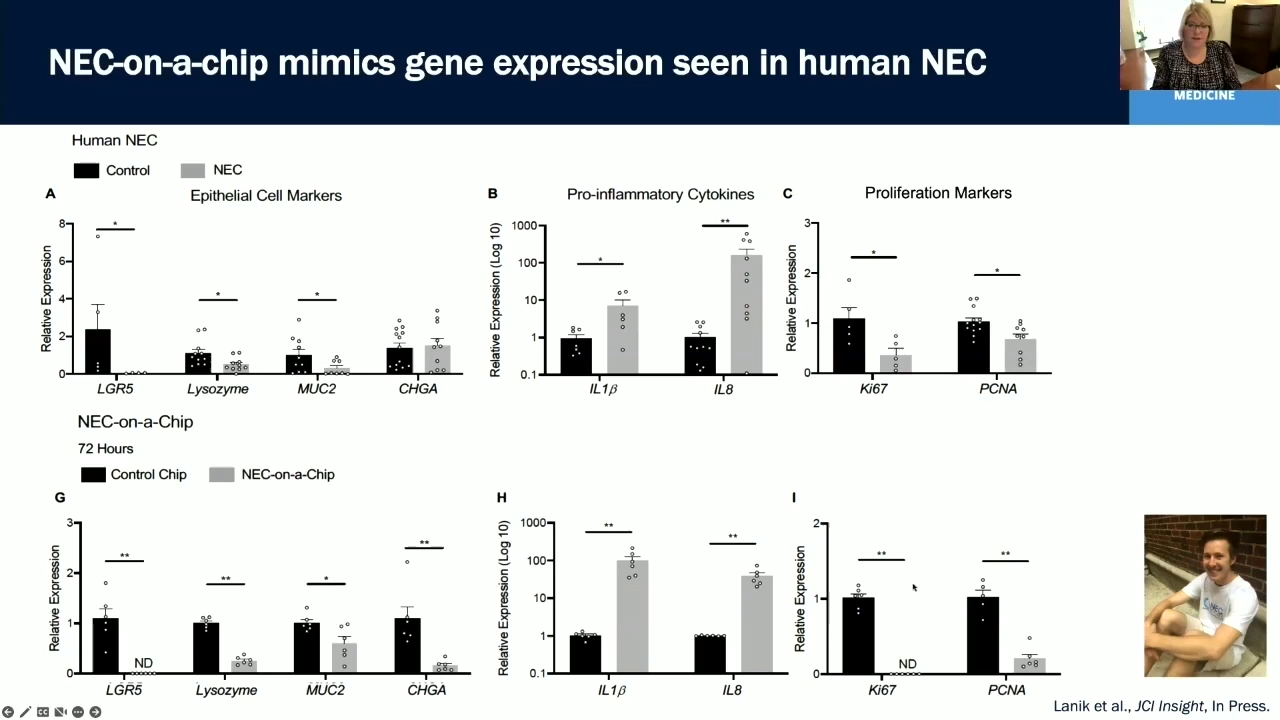 NEC-on-a-chip mimics gene expression seen in human NEC
MEDICINE
Human NEC
Control NEC
A Epithelial Cell Markers
Relative Expression
8
6
4
2
0
* * * 
LGR5 Lysozyme MUC2 CHGA
B Pro-inflammatory Cytokines
Relative Expression (Log 10)
1000
100
10
1
0.1
* **
IL1β IL8
C Proliferation Markers
Relative Expression
3
2
1
0
* *
Ki67 PCNA
NEC-on-a-Chip
72 Hours
Control Chip NEC-on-a-Chip
G
Relative Expression
3
2
1
0
** ** * **
ND
LGR5 Lysozyme MUC2 CHGA
H
Relative Expression (Log 10)
1000
100
10
1
0.1
** **
IL1β IL8
I
Relative Expression
2
1
0
** **
ND
Ki67 PCNA
Lanik et al., JCI Insight, In Press.